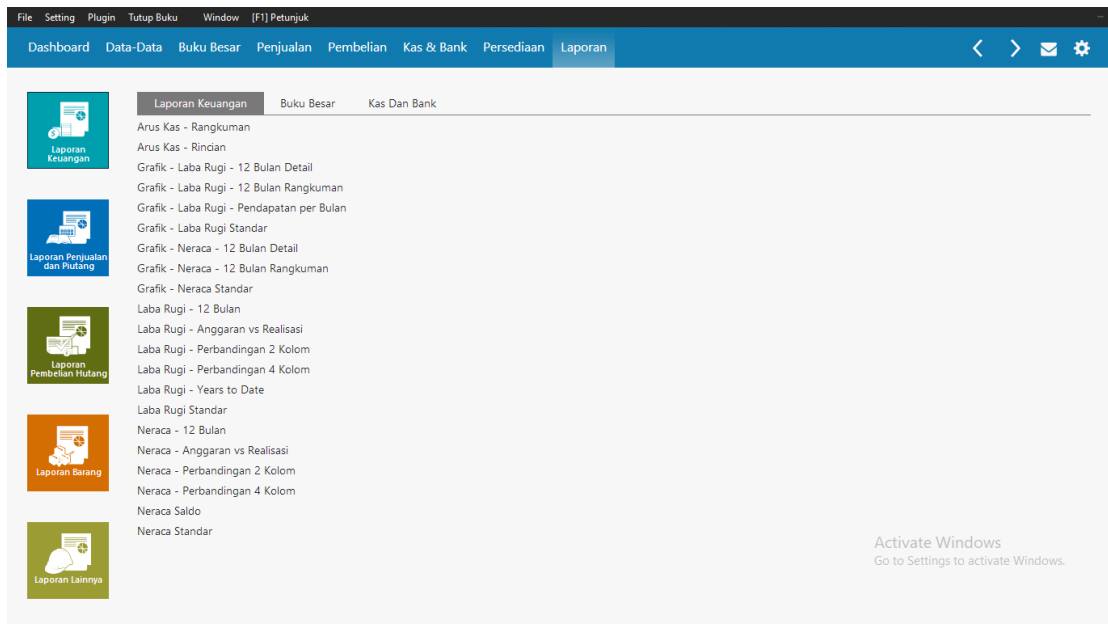 File Setting Plugin Tutup Buku Window [F1] Petunjuk
Dashboard Data-Data Buku Besar Penjualan Pembelian Kas & Bank Persediaan Laporan
Laporan Keuangan Buku Besar Kas Dan Bank
Laporan
Keuangan
Laporan Penjualan
dan Piutang
Laporan
Pembelian Hutang
Laporan Barang
Laporan Lainnya
Arus Kas - Rangkuman
Arus Kas - Rincian
Grafik - Laba Rugi - 12 Bulan Detail
Grafik - Laba Rugi - 12 Bulan Rangkuman
Grafik - Laba Rugi - Pendapatan per Bulan
Grafik - Laba Rugi Standar
Grafik - Neraca - 12 Bulan Detail
Grafik - Neraca - 12 Bulan Rangkuman
Grafik - Neraca Standar
Laba Rugi - 12 Bulan
Laba Rugi - Anggaran vs Realisasi
Laba Rugi - Perbandingan 2 Kolom
Laba Rugi - Perbandingan 4 Kolom
Laba Rugi - Years to Date
Laba Rugi Standar
Neraca - 12 Bulan
Neraca - Anggaran vs Realisasi
Neraca - Perbandingan 2 Kolom
Neraca - Perbandingan 4 Kolom
Neraca Saldo
Neraca Standar
Activate Windows
Go to Settings to activate Windows.